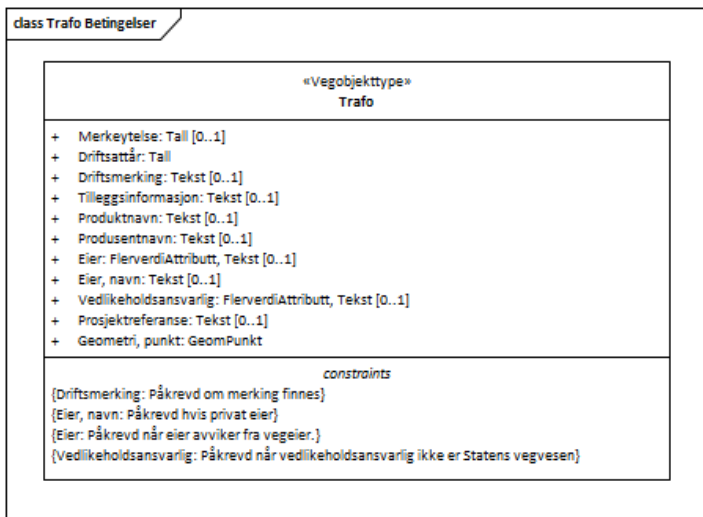 class Trafo Betingelser
«Vegobjekttype»
Trafo
+ Merkeytelse: Tall [0..1]
+ Driftsattår: Tall
+ Driftsmerking: Tekst [0..1]
+ Tilleggsinformasjon: Tekst [0..1]
+ Produktnavn: Tekst [0..1]
+ Produsentnavn: Tekst [0..1]
+ Eier: FlerverdiAttributt, Tekst [0..1]
+ Eier, navn: Tekst [0..1]
+ Vedlikeholdsansvarlig: FlerverdiAttributt, Tekst [0..1]
+ Prosjektreferanse: Tekst [0..1]
+ Geometri, punkt: GeomPunkt
constraints
{Driftsmerking: Påkrevd om merking finnes}
{Eier, navn: Påkrevd hvis privat eier}
{Eier: Påkrevd når eier avviker fra vegeier.}
{Vedlikeholdsansvarlig: Påkrevd når vedlikeholdsansvarlig ikke er Statens vegvesen}